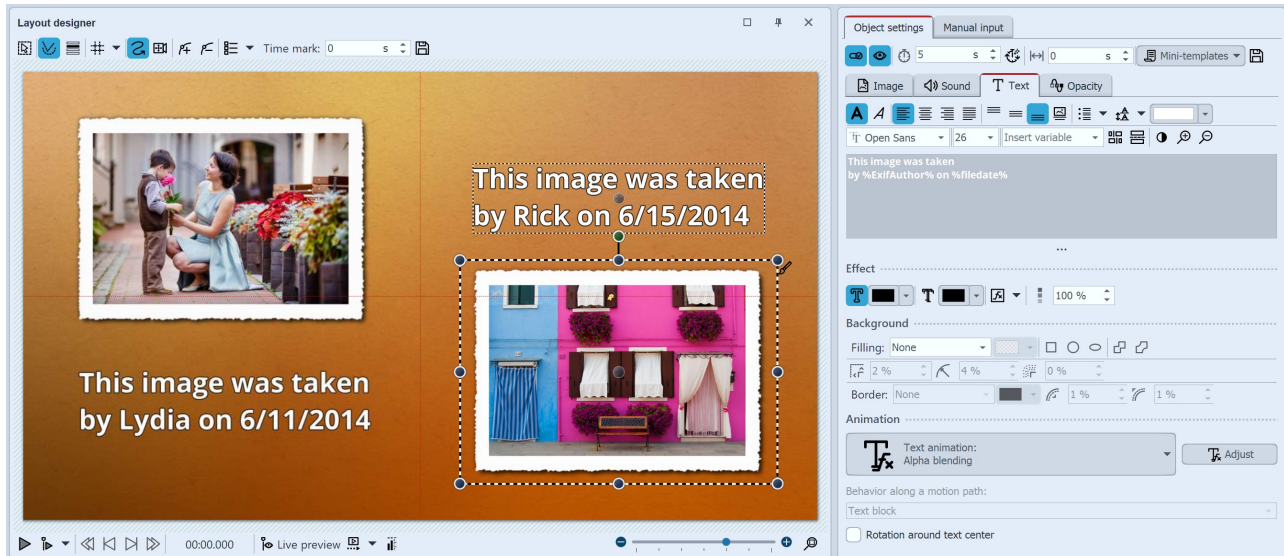 Layout designer
Time mark: 0 s
This image was taken
by Rick on 6/15/2014
This image was taken
by Lydia on 6/11/2014
00:00.000 Live preview
Object settings Manual input
5 s 0 s Mini-templates
Image Sound Text Opacity
Open Sans 26 Insert variable
This image was taken
by %ExifAuthor% on %filedate%
...
Effect
100 %
Background
Filling: None
2 % 4 % 0 %
Border: None 1 % 1 %
Animation
Text animation:
Alpha blending
Adjust
Behavior along a motion path:
Text block
Rotation around text center